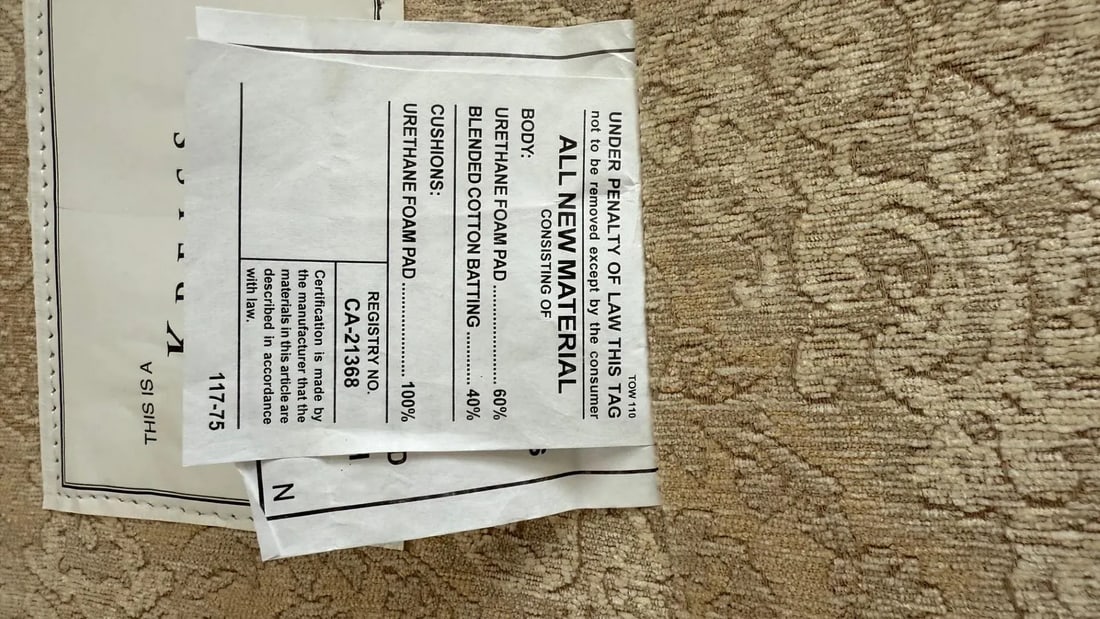 TOW 110
UNDER PENALTY OF LAW THIS TAG
not to be removed except by the consumer
ALL NEW MATERIAL
CONSISTING OF
BODY:
URETHANE FOAM PAD ........................ 60%
BLENDED COTTON BATTING ............ 40%
CUSHIONS:
URETHANE FOAM PAD ..................... 100%
REGISTRY NO.
CA-21368
Certification is made by
the manufacturer that the
materials in this article are
described in accordance
with law.
117-75
N
THIS IS A